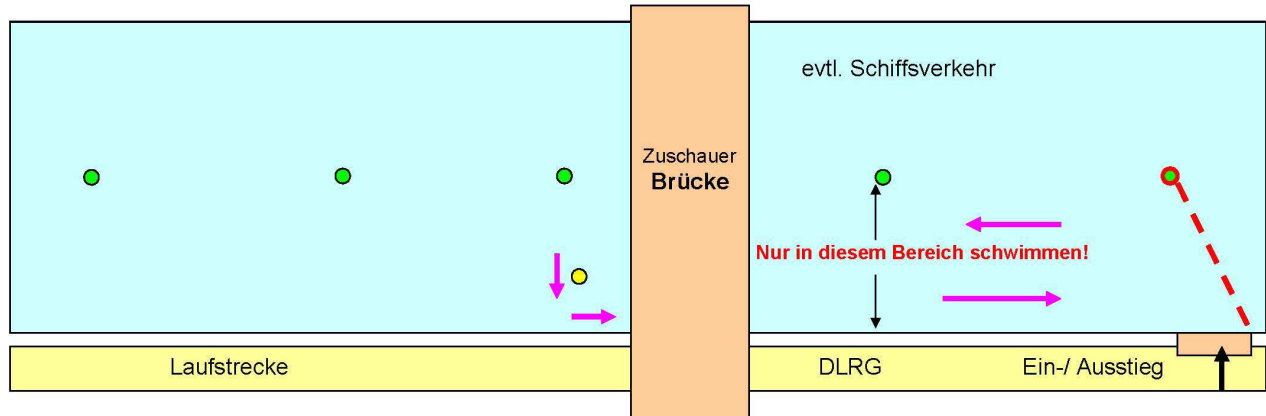 evtl. Schiffsverkehr
Zuschauer
Brücke
Nur in diesem Bereich schwimmen!
Laufstrecke
DLRG
Ein-/ Ausstieg